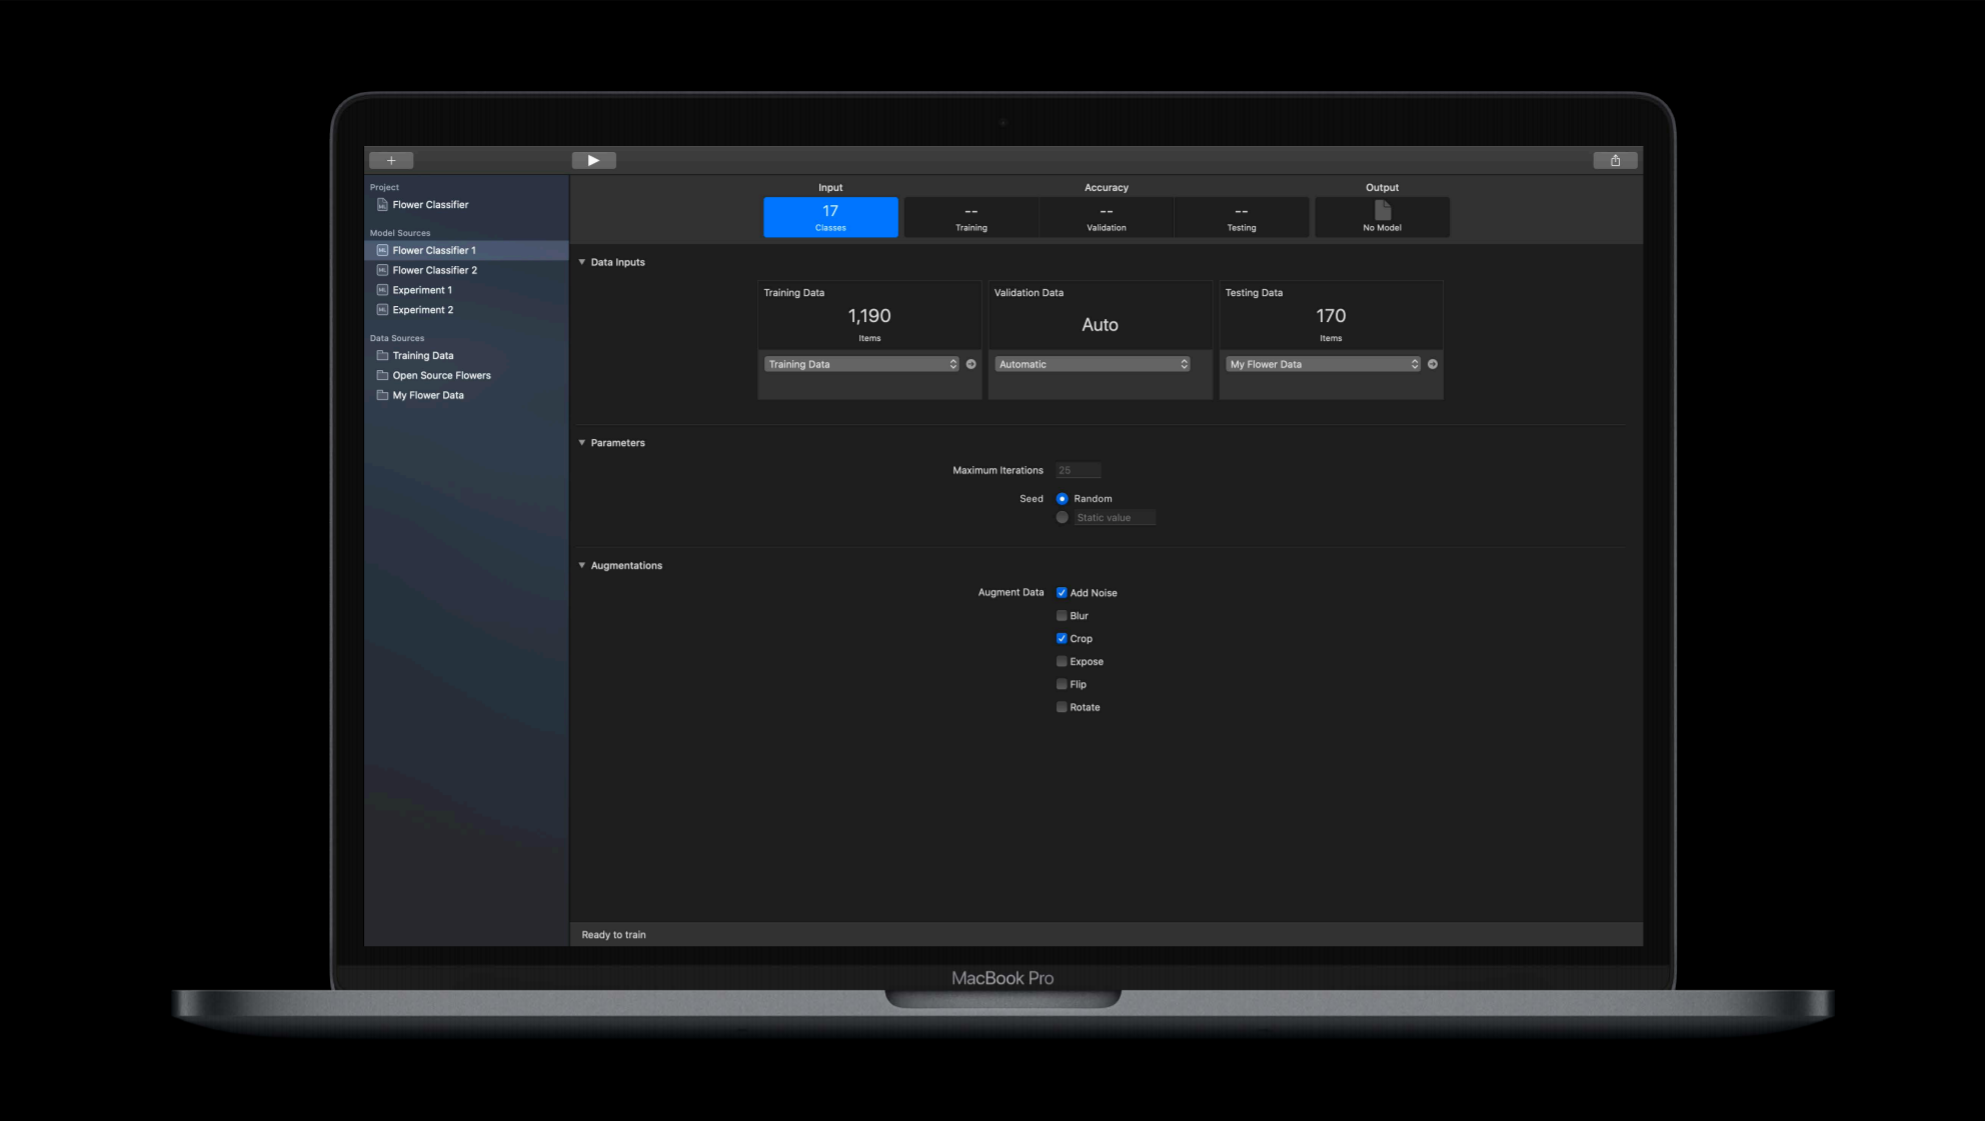 +
Project
Flower Classifier
Model Sources
Flower Classifier 1
Flower Classifier 2
Experiment 1
Experiment 2
Data Sources
Training Data
Open Source Flowers
My Flower Data
Input
17
Classes
Accuracy
--
Training
--
Validation
--
Testing
Output
No Model
Data Inputs
Training Data
1,190
Items
Training Data
Validation Data
Auto
Automatic
Testing Data
170
Items
My Flower Data
Parameters
Maximum Iterations 25
Seed Random
Static value
Augmentations
Augment Data Add Noise
Blur
Crop
Expose
Flip
Rotate
Ready to train
MacBook Pro